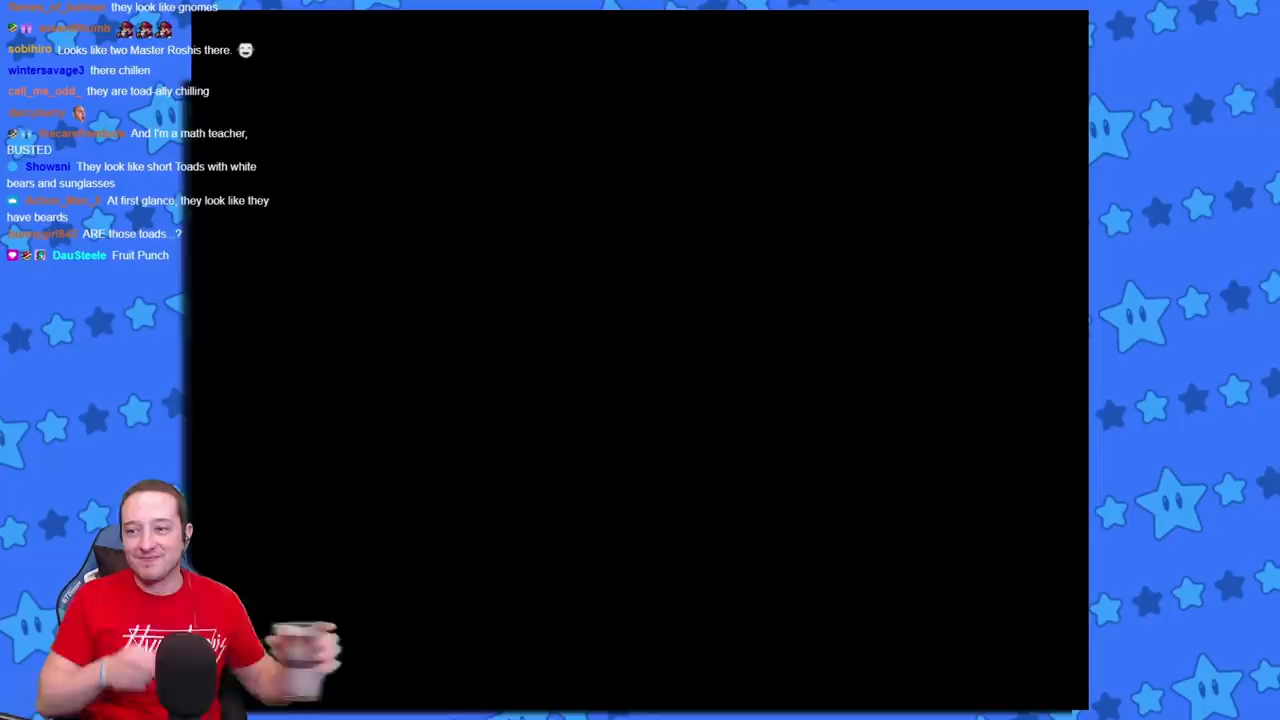 they look like gnomes
sobihiro Looks like two Master Roshis there.
wintersavage3 there chillen
call_me_odd_ they are toad-ally chilling
And I'm a math teacher,
BUSTED
Showsni They look like short Toads with white
bears and sunglasses
At first glance, they look like they
have beards
ARE those toads...?
DauSteele Fruit Punch